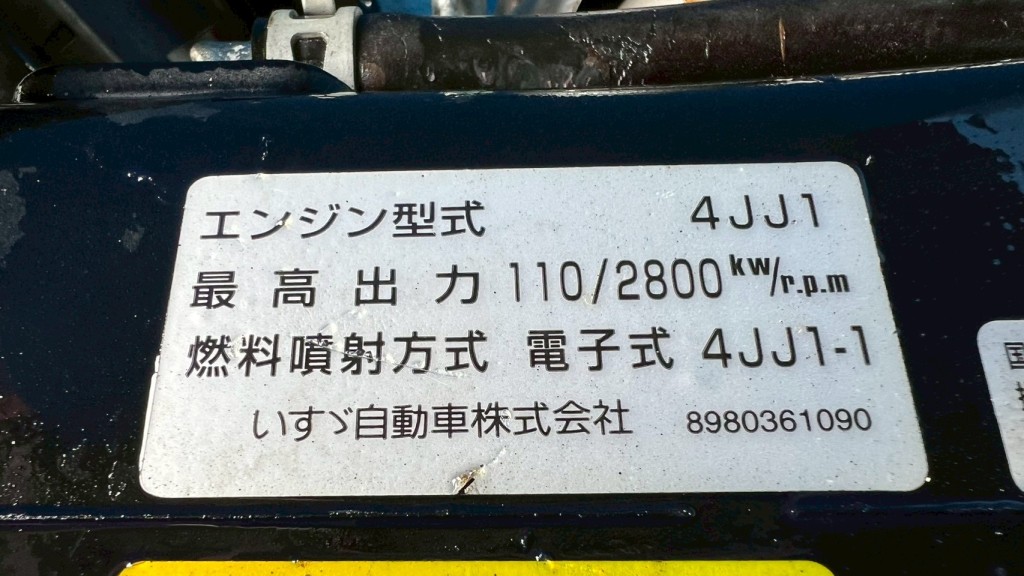 エンジン型式 4JJ1
最高出力 110/2800 kw/r.p.m
燃料噴射方式 電子式 4JJ1-1
いすゞ自動車株式会社 8980361090
国